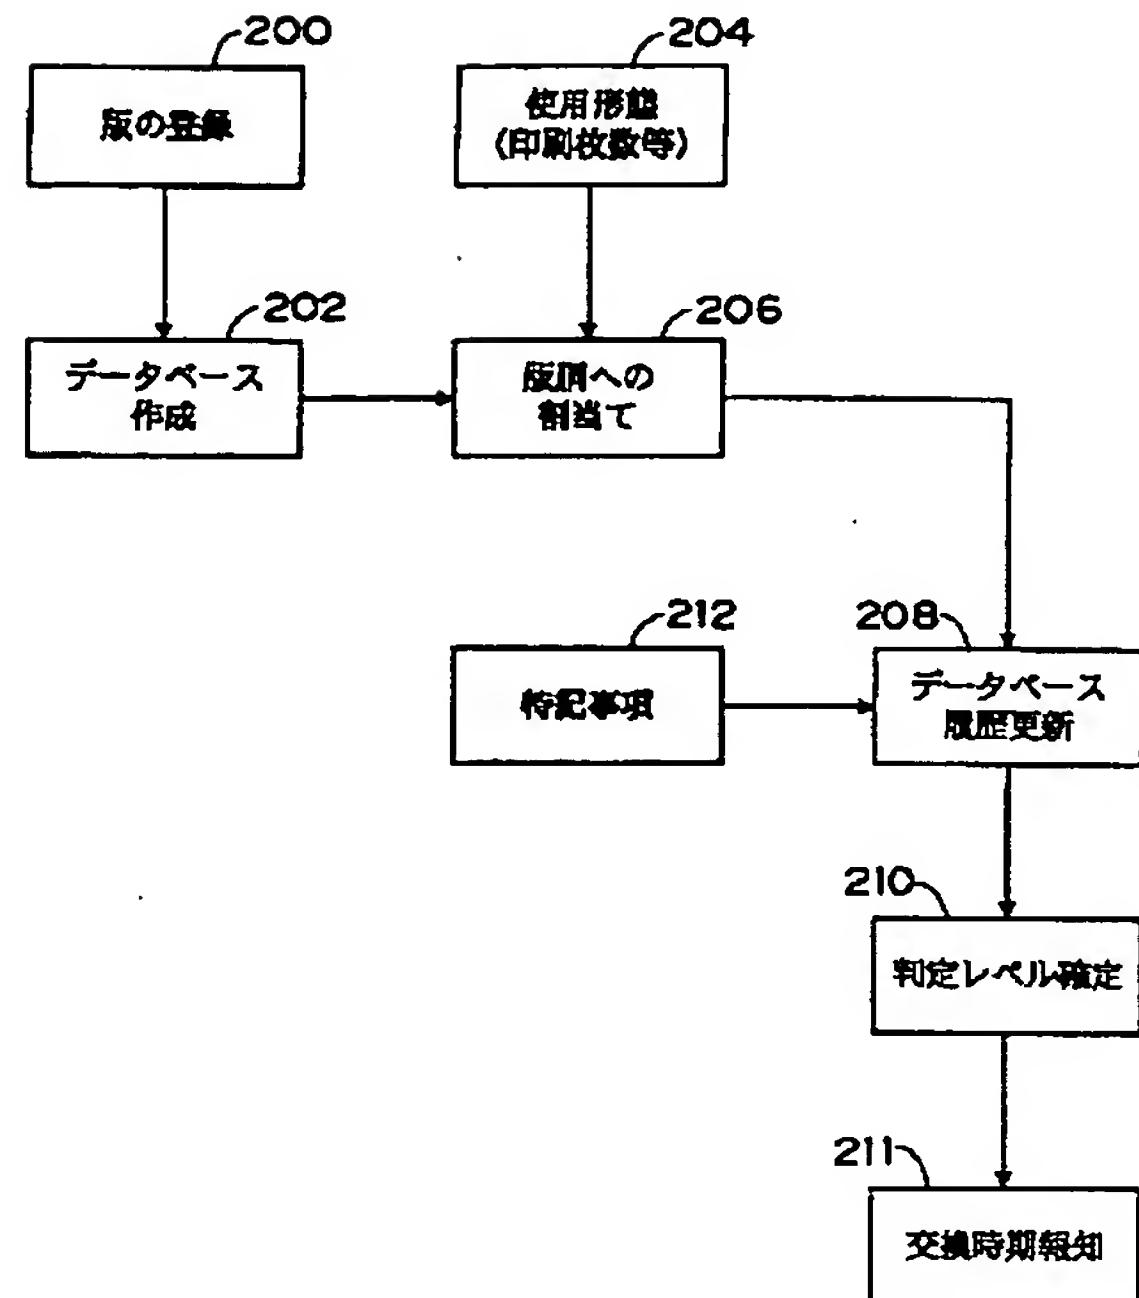 200
版の登録
204
使用形態
(印刷枚数等)
202
データベース
作成
206
版胴への
割当て
212
特記事項
208
データベース
履歴更新
210
判定レベル確定
211
交換時期報知